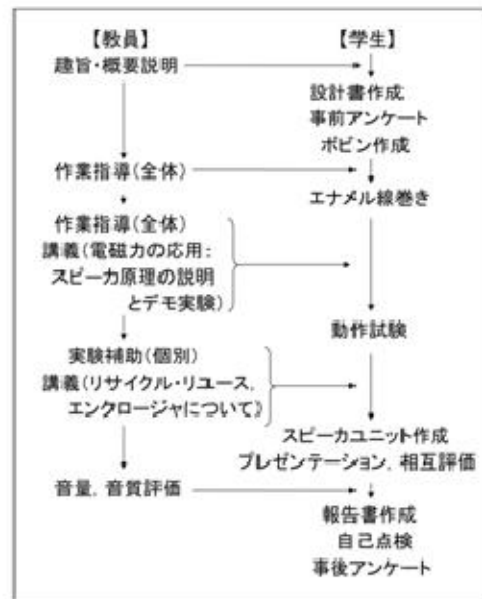 【教員】
趣旨・概要説明
作業指導(全体)
作業指導(全体)
講義(電磁力の応用:
スピーカ原理の説明
とデモ実験)
実験補助(個別)
講義(リサイクル・リユース,
エンクロージャについて)
音量,音質評価
【学生】
設計書作成
事前アンケート
ボビン作成
エナメル線巻き
動作試験
スピーカユニット作成
プレゼンテーション,相互評価
報告書作成
自己点検
事後アンケート